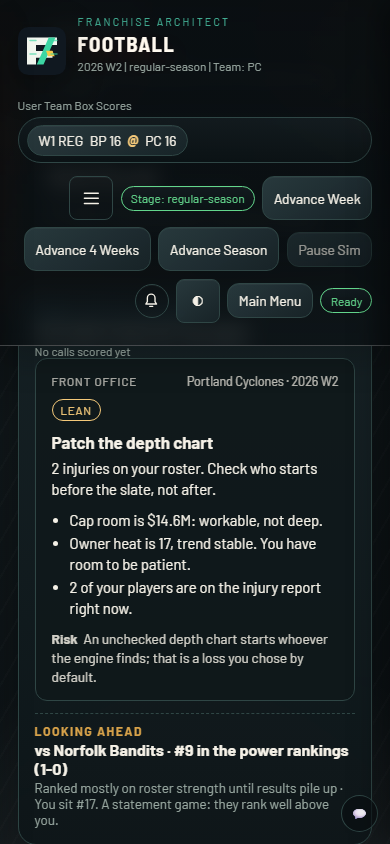 FRANCHISE ARCHITECT
FOOTBALL
2026 W2 | regular-season | Team: PC
User Team Box Scores
W1 REG BP 16 @ PC 16
Stage: regular-season
Advance Week
Advance 4 Weeks
Advance Season
Pause Sim
Main Menu
Ready
No calls scored yet
FRONT OFFICE
Portland Cyclones · 2026 W2
LEAN
Patch the depth chart
2 injuries on your roster. Check who starts
before the slate, not after.
• Cap room is $14.6M: workable, not deep.
• Owner heat is 17, trend stable. You have
room to be patient.
• 2 of your players are on the injury report
right now.
Risk An unchecked depth chart starts whoever
the engine finds; that is a loss you chose by
default.
LOOKING AHEAD
vs Norfolk Bandits · #9 in the power rankings
(1-0)
Ranked mostly on roster strength until results pile up ·
You sit #17. A statement game: they rank well above
you.